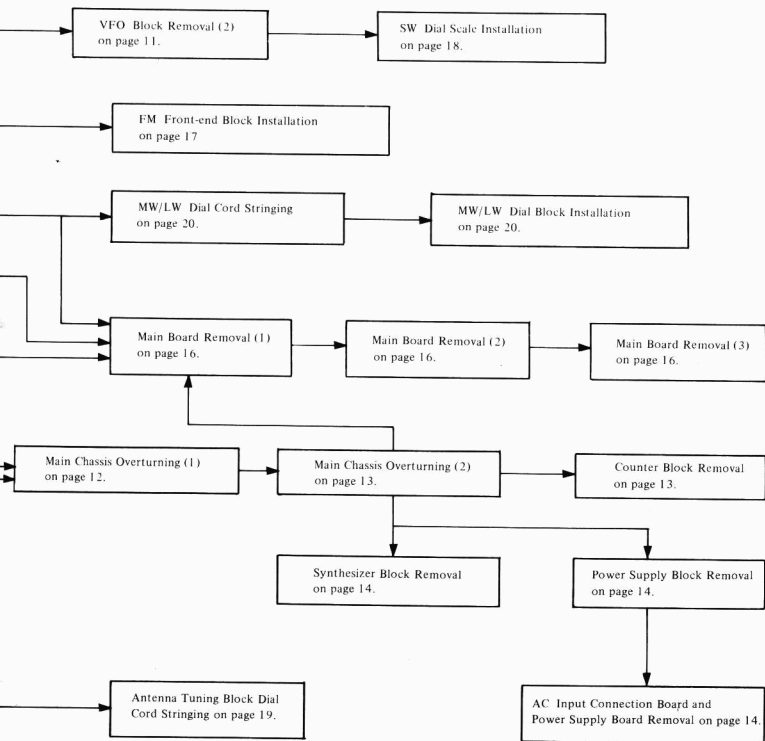 VFO Block Removal (2)
on page 11.
SW Dial Scale Installation
on page 18.
FM Front-end Block Installation
on page 17
MW/LW Dial Cord Stringing
on page 20.
MW/LW Dial Block Installation
on page 20.
Main Board Removal (1)
on page 16.
Main Board Removal (2)
on page 16.
Main Board Removal (3)
on page 16.
Main Chassis Overturning (1)
on page 12.
Main Chassis Overturning (2)
on page 13.
Counter Block Removal
on page 13.
Synthesizer Block Removal
on page 14.
Power Supply Block Removal
on page 14.
Antenna Tuning Block Dial
Cord Stringing on page 19.
AC Input Connection Board and
Power Supply Board Removal on page 14.